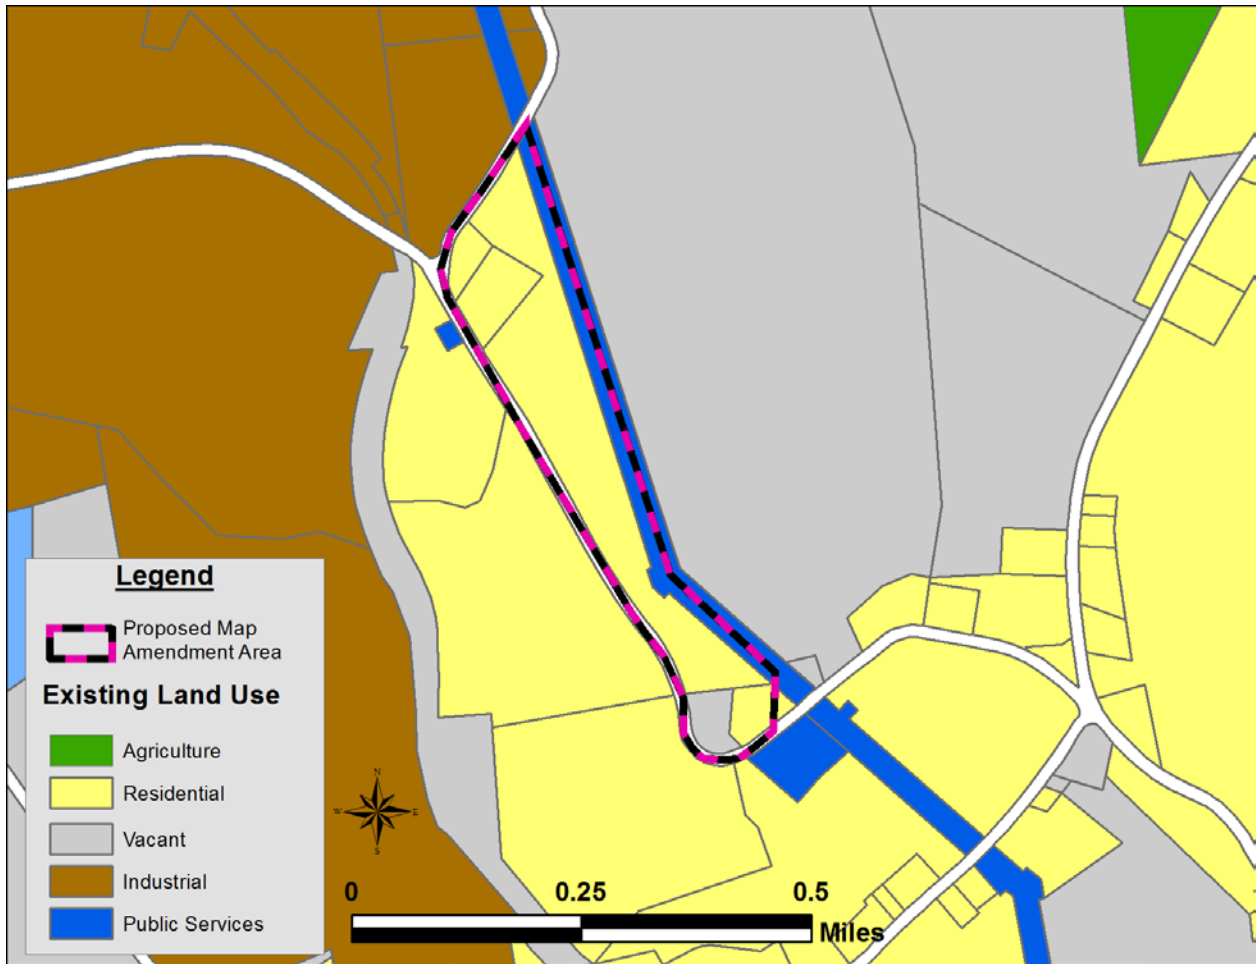 Legend
Proposed Map
Amendment Area
Existing Land Use
Agriculture
Residential
Vacant
Industrial
Public Services
N
W
E
S
0
0.25
0.5
Miles